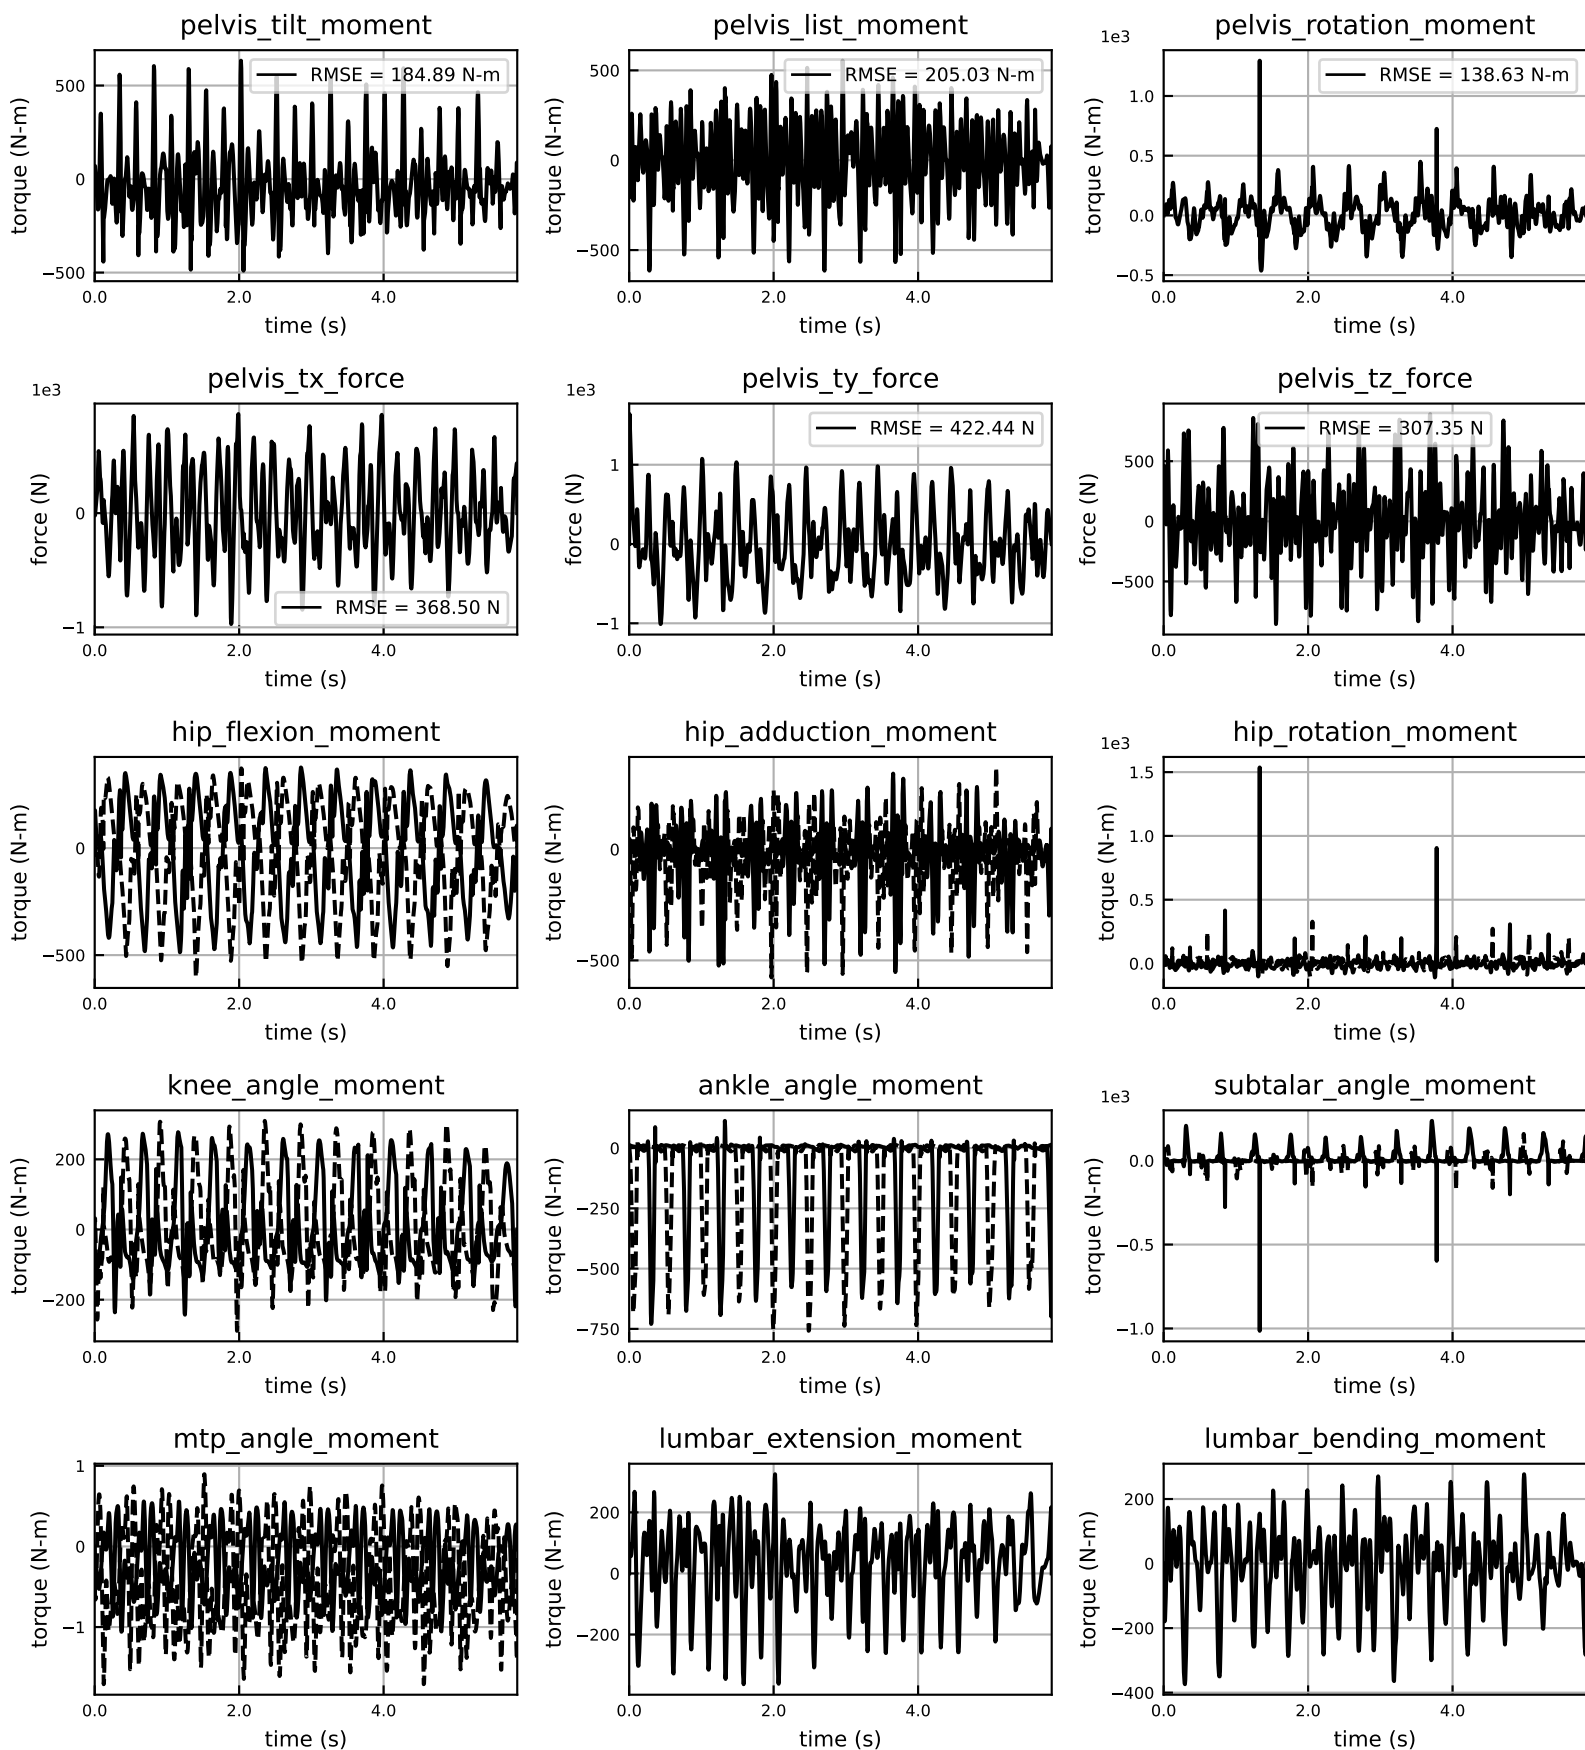 pelvis_tilt_moment
torque (N-m)
500
0
−500
RMSE = 184.89 N-m
0.0 2.0 4.0
time (s)
pelvis_list_moment
torque (N-m)
500
0
−500
RMSE = 205.03 N-m
0.0 2.0 4.0
time (s)
pelvis_rotation_moment
1e3
torque (N-m)
1.0
0.5
0.0
−0.5
RMSE = 138.63 N-m
0.0 2.0 4.0
time (s)
pelvis_tx_force
1e3
force (N)
0
−1
RMSE = 368.50 N
0.0 2.0 4.0
time (s)
pelvis_ty_force
1e3
force (N)
1
0
−1
RMSE = 422.44 N
0.0 2.0 4.0
time (s)
pelvis_tz_force
force (N)
500
0
−500
RMSE = 307.35 N
0.0 2.0 4.0
time (s)
hip_flexion_moment
torque (N-m)
0
−500
0.0 2.0 4.0
time (s)
hip_adduction_moment
torque (N-m)
0
−500
0.0 2.0 4.0
time (s)
hip_rotation_moment
1e3
torque (N-m)
1.5
1.0
0.5
0.0
0.0 2.0 4.0
time (s)
knee_angle_moment
torque (N-m)
200
0
−200
0.0 2.0 4.0
time (s)
ankle_angle_moment
torque (N-m)
0
−250
−500
−750
0.0 2.0 4.0
time (s)
subtalar_angle_moment
1e3
torque (N-m)
0.0
−0.5
−1.0
0.0 2.0 4.0
time (s)
mtp_angle_moment
torque (N-m)
1
0
−1
0.0 2.0 4.0
time (s)
lumbar_extension_moment
torque (N-m)
200
0
−200
0.0 2.0 4.0
time (s)
lumbar_bending_moment
torque (N-m)
200
0
−200
−400
0.0 2.0 4.0
time (s)